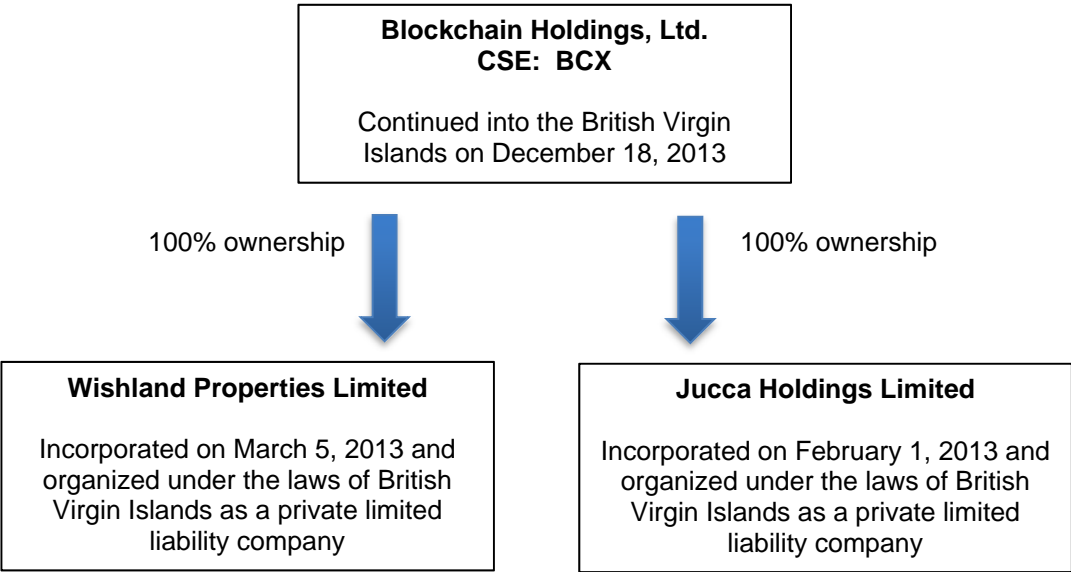 Blockchain Holdings, Ltd.
CSE: BCX
Continued into the British Virgin
Islands on December 18, 2013
100% ownership
100% ownership
Wishland Properties Limited
Incorporated on March 5, 2013 and
organized under the laws of British
Virgin Islands as a private limited
liability company
Jucca Holdings Limited
Incorporated on February 1, 2013 and
organized under the laws of British
Virgin Islands as a private limited
liability company